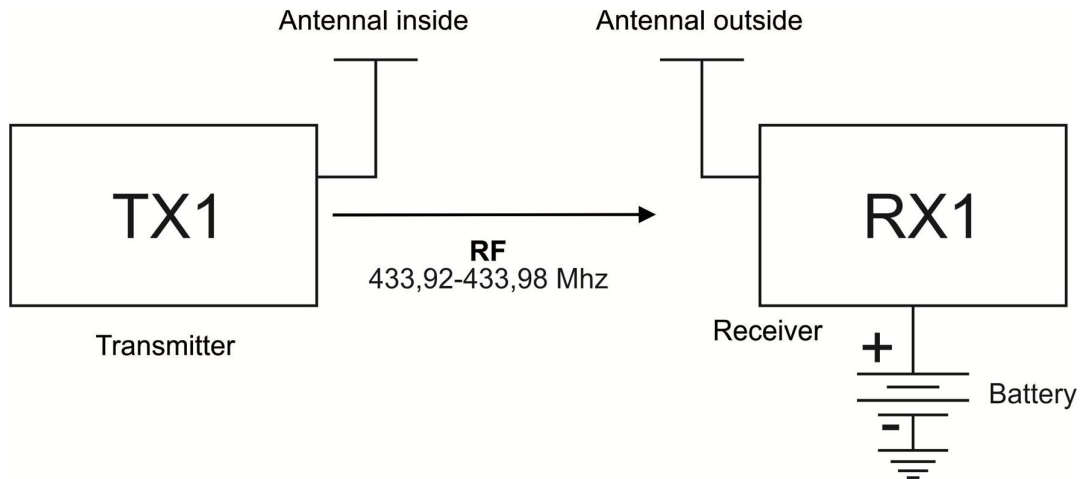 Antennal inside
Antennal outside
TX1
RX1
RF
433,92-433,98 Mhz
Transmitter
Receiver
+
Battery
-